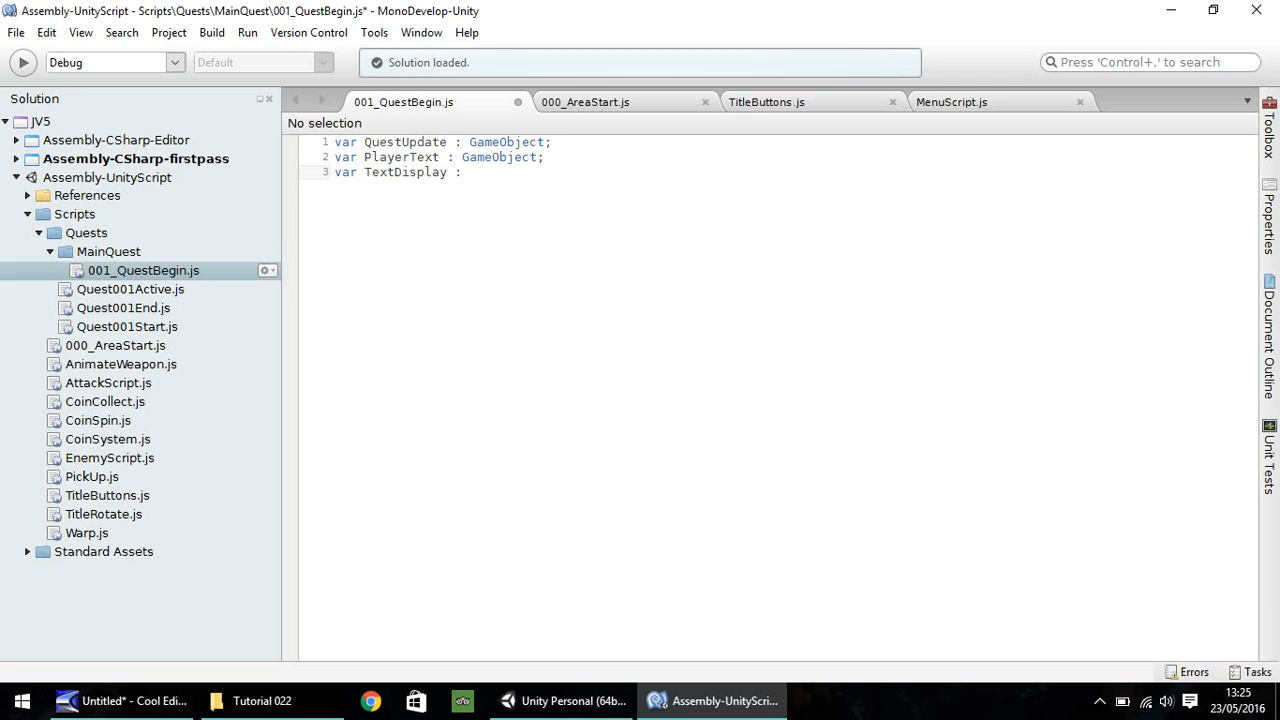 Assembly-UnityScript - Scripts\Quests\MainQuest\001_QuestBegin.js* - MonoDevelop-Unity
File Edit View Search Project Build Run Version Control Tools Window Help
Debug Default Solution loaded. Press 'Control+,' to search
Solution
001_QuestBegin.js 000_AreaStart.js TitleButtons.js MenuScript.js
No selection
JV5
Assembly-CSharp-Editor
Assembly-CSharp-firstpass
Assembly-UnityScript
References
Scripts
Quests
MainQuest
001_QuestBegin.js
Quest001Active.js
Quest001End.js
Quest001Start.js
000_AreaStart.js
AnimateWeapon.js
AttackScript.js
CoinCollect.js
CoinSpin.js
CoinSystem.js
EnemyScript.js
PickUp.js
TitleButtons.js
TitleRotate.js
Warp.js
Standard Assets
1 var QuestUpdate : GameObject;
2 var PlayerText : GameObject;
3 var TextDisplay :
Toolbox
Properties
Document Outline
Unit Tests
Errors Tasks
Untitled* - Cool Edi... Tutorial 022 Unity Personal (64b... Assembly-UnityScri...
13:25
23/05/2016